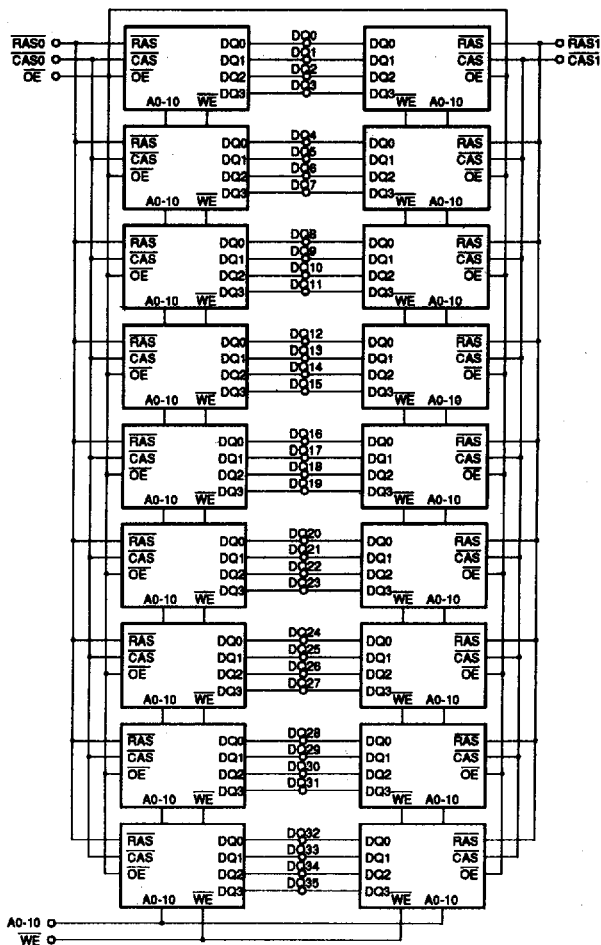 RAS0 RAS DQ0 DQ0 DQ0 RAS RAS1
CAS0 CAS DQ1 DQ1 DQ1 CAS CAS1
OE OE DQ2 DQ2 DQ2 OE
DQ3 DQ3 DQ3
A0-10 WE WE A0-10
RAS DQ0 DQ4 DQ0 RAS
CAS DQ1 DQ5 DQ1 CAS
OE DQ2 DQ6 DQ2 OE
DQ3 DQ7 DQ3
A0-10 WE WE A0-10
RAS DQ0 DQ8 DQ0 RAS
CAS DQ1 DQ9 DQ1 CAS
OE DQ2 DQ10 DQ2 OE
DQ3 DQ11 DQ3
A0-10 WE WE A0-10
RAS DQ0 DQ12 DQ0 RAS
CAS DQ1 DQ13 DQ1 CAS
OE DQ2 DQ14 DQ2 OE
DQ3 DQ15 DQ3
A0-10 WE WE A0-10
RAS DQ0 DQ16 DQ0 RAS
CAS DQ1 DQ17 DQ1 CAS
OE DQ2 DQ18 DQ2 OE
DQ3 DQ19 DQ3
A0-10 WE WE A0-10
RAS DQ0 DQ20 DQ0 RAS
CAS DQ1 DQ21 DQ1 CAS
OE DQ2 DQ22 DQ2 OE
DQ3 DQ23 DQ3
A0-10 WE WE A0-10
RAS DQ0 DQ24 DQ0 RAS
CAS DQ1 DQ25 DQ1 CAS
OE DQ2 DQ26 DQ2 OE
DQ3 DQ27 DQ3
A0-10 WE WE A0-10
RAS DQ0 DQ28 DQ0 RAS
CAS DQ1 DQ29 DQ1 CAS
OE DQ2 DQ30 DQ2 OE
DQ3 DQ31 DQ3
A0-10 WE WE A0-10
RAS DQ0 DQ32 DQ0 RAS
CAS DQ1 DQ33 DQ1 CAS
OE DQ2 DQ34 DQ2 OE
DQ3 DQ35 DQ3
A0-10 WE WE A0-10
A0-10
WE